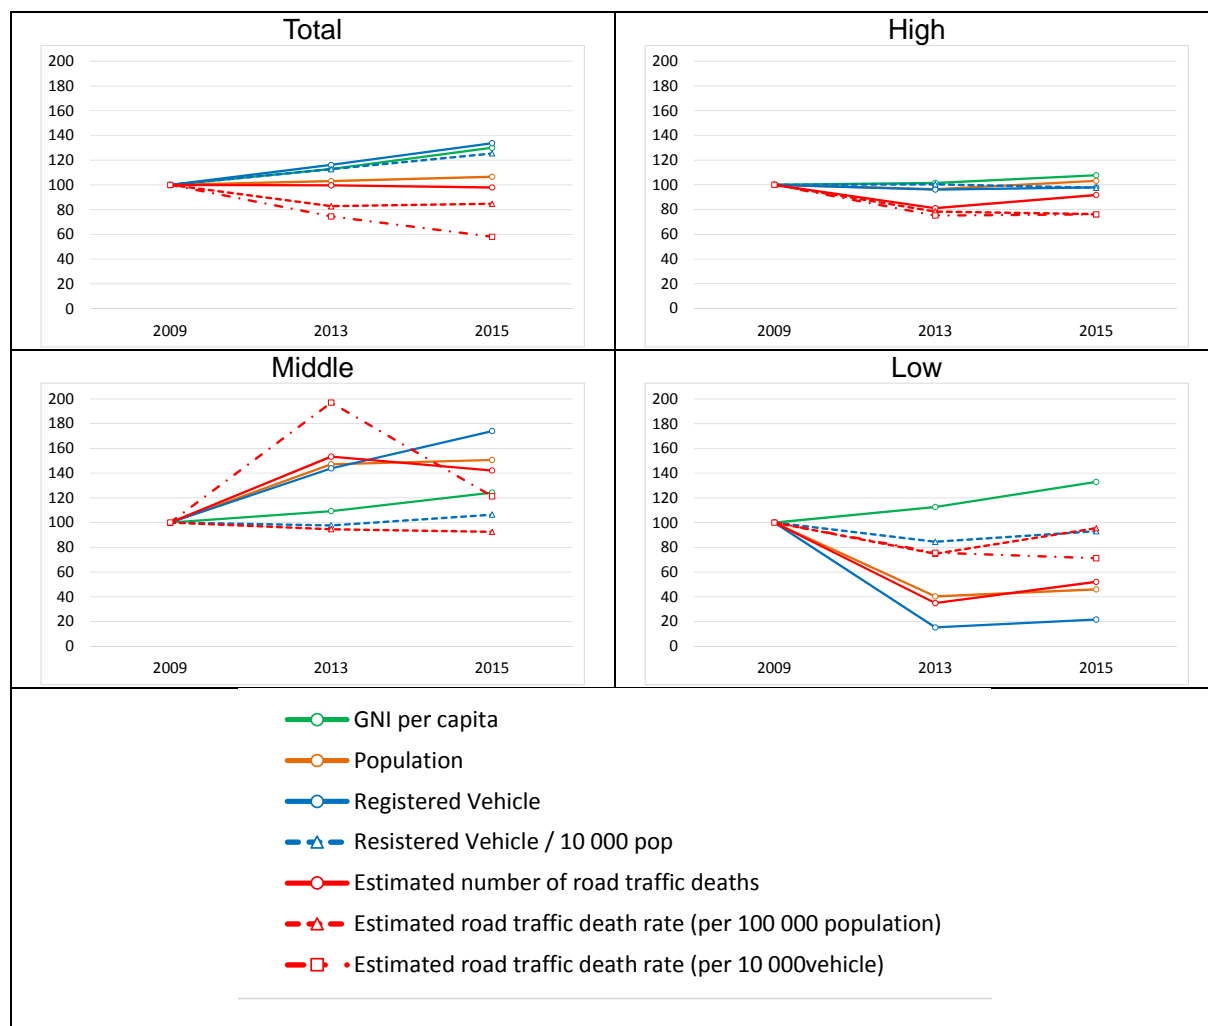 Total
200
180
160
140
120
100
80
60
40
20
0
2009 2013 2015
High
200
180
160
140
120
100
80
60
40
20
0
2009 2013 2015
Middle
200
180
160
140
120
100
80
60
40
20
0
2009 2013 2015
Low
200
180
160
140
120
100
80
60
40
20
0
2009 2013 2015
GNI per capita
Population
Registered Vehicle
Resistered Vehicle / 10 000 pop
Estimated number of road traffic deaths
Estimated road traffic death rate (per 100 000 population)
Estimated road traffic death rate (per 10 000vehicle)